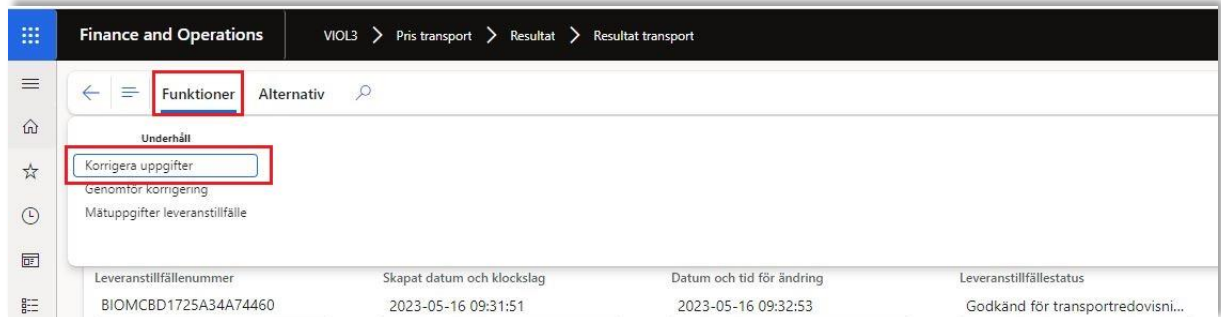 Finance and Operations VIOL3 > Pris transport > Resultat > Resultat transport
Funktioner Alternativ
Underhåll
Korrigera uppgifter
Genomför korrigering
Mätuppgifter leveranstillfälle
Leveranstillfällenummer Skapat datum och klockslag Datum och tid för ändring Leveranstillfällestatus
BIOMCBD1725A34A74460 2023-05-16 09:31:51 2023-05-16 09:32:53 Godkänd för transportredovisni...